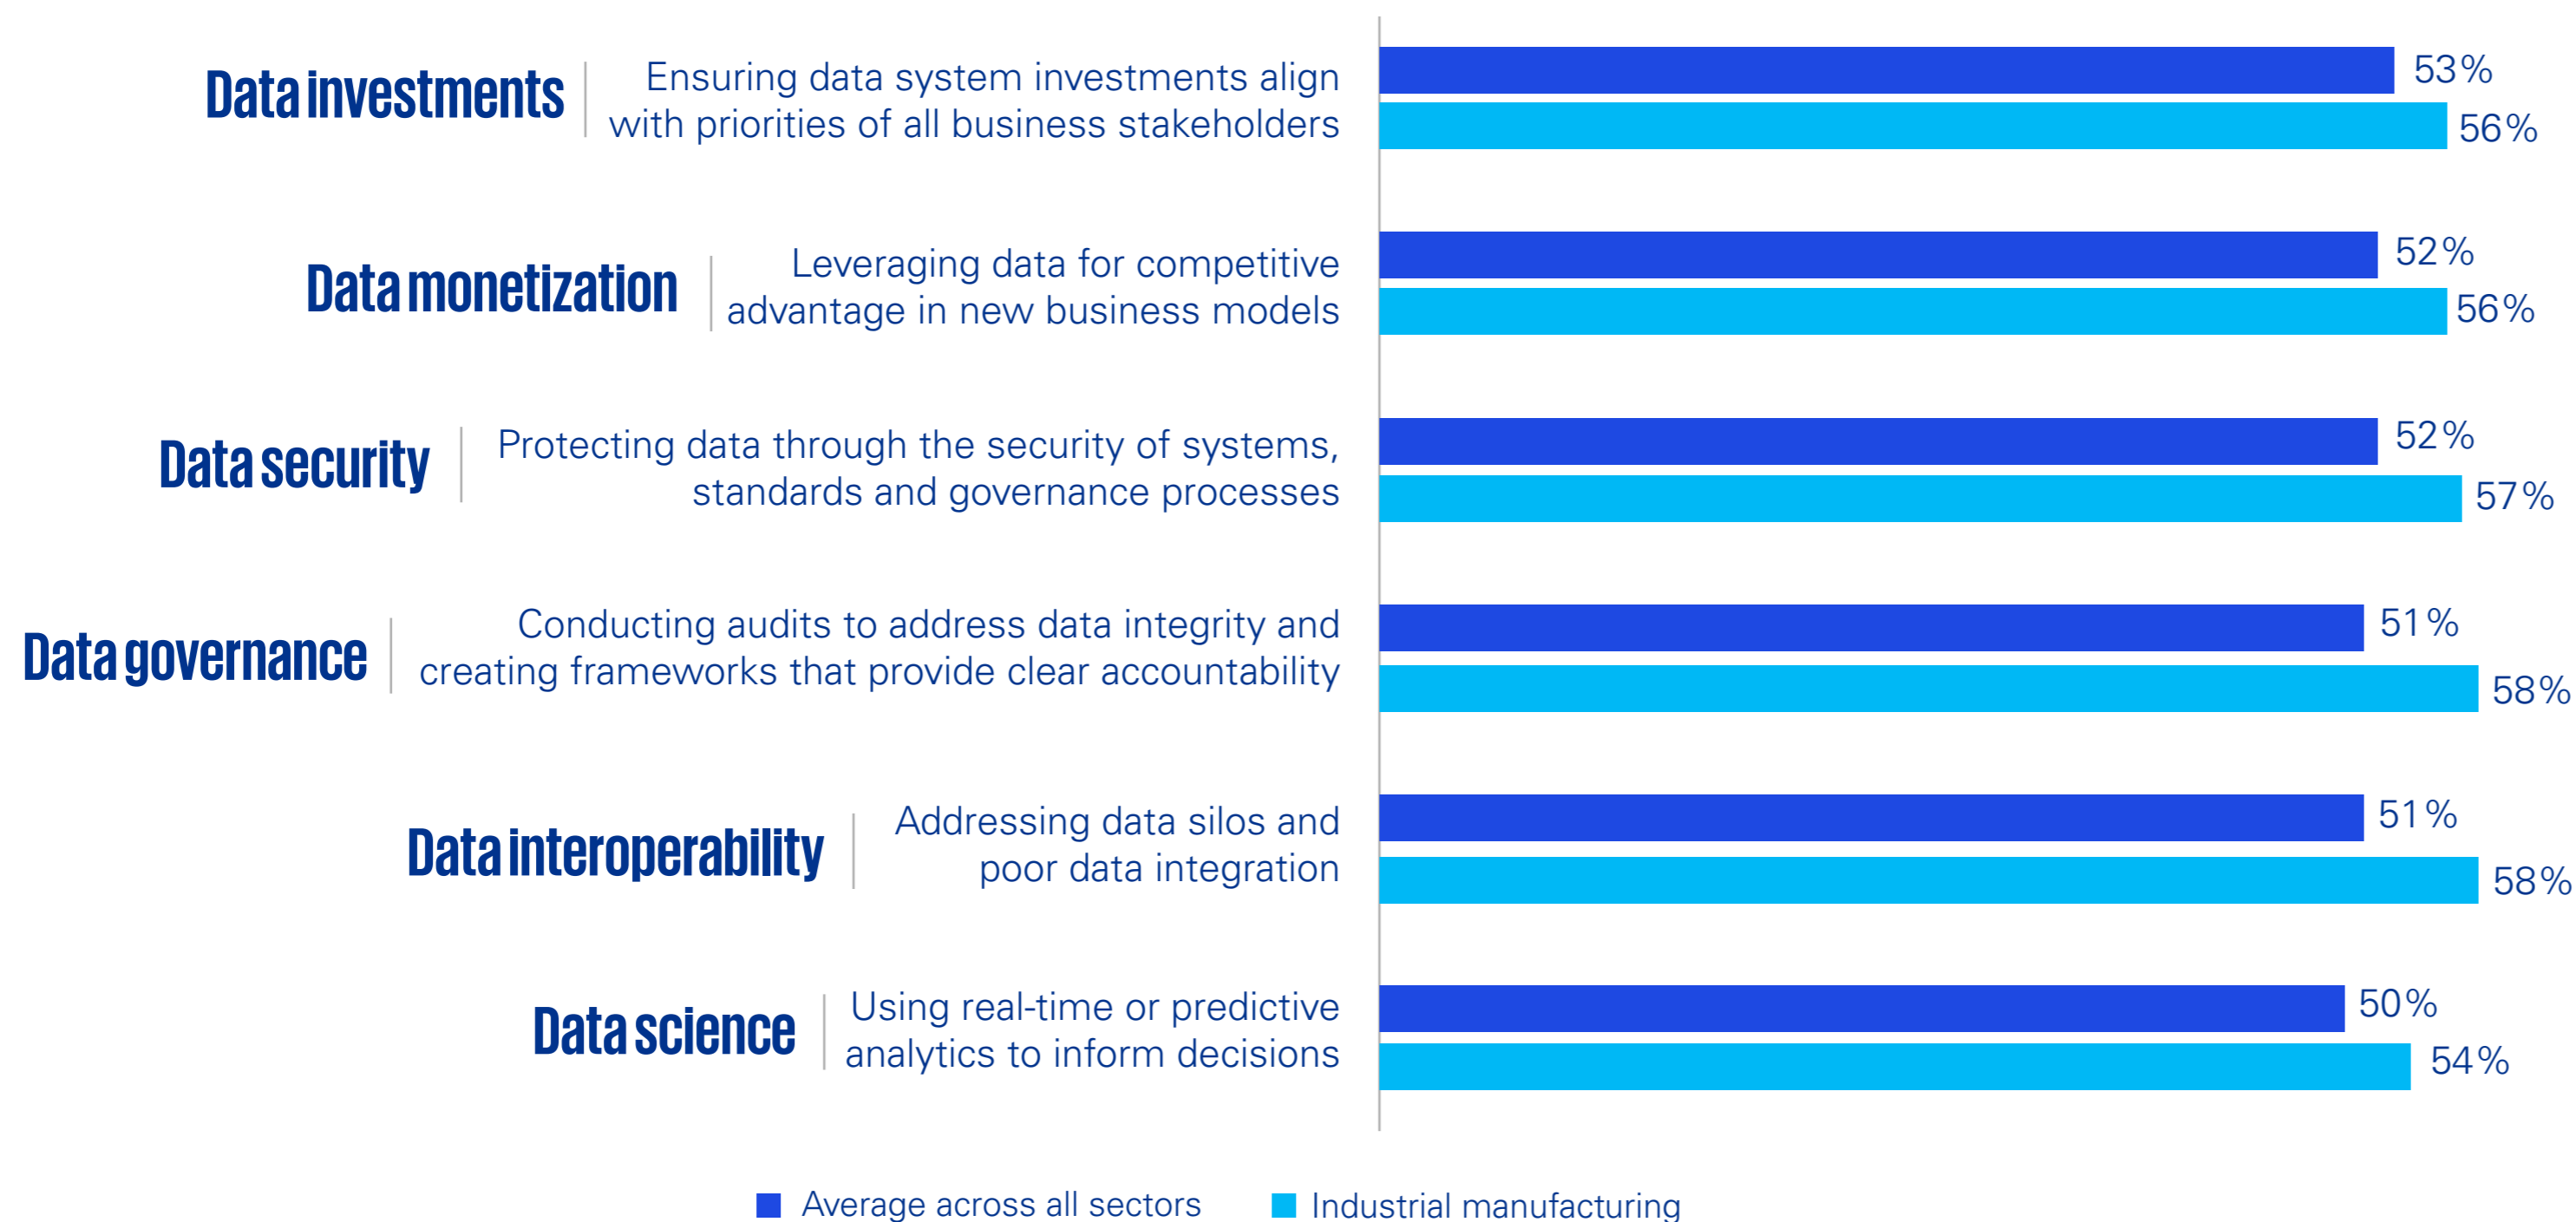 Data investments
Ensuring data system investments align
with priorities of all business stakeholders
53%
56%
Data monetization
Leveraging data for competitive
advantage in new business models
52%
56%
Data security
Protecting data through the security of systems,
standards and governance processes
52%
57%
Data governance
Conducting audits to address data integrity and
creating frameworks that provide clear accountability
51%
58%
Data interoperability
Addressing data silos and
poor data integration
51%
58%
Data science
Using real-time or predictive
analytics to inform decisions
50%
54%
Average across all sectors
Industrial manufacturing